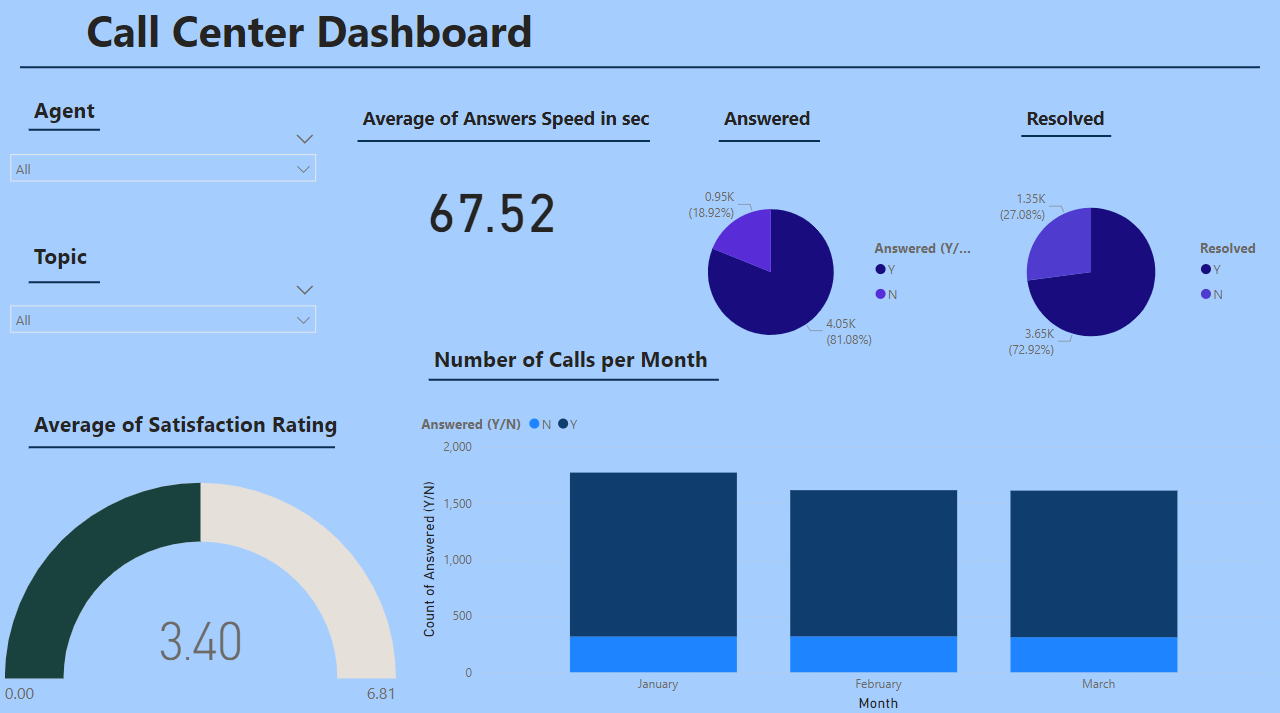 Call Center Dashboard
Agent
All
Topic
All
Average of Answers Speed in sec
67.52
Answered
0.95K
(18.92%)
4.05K
(81.08%)
Answered (Y/...
Y
N
Resolved
1.35K
(27.08%)
3.65K
(72.92%)
Resolved
Y
N
Average of Satisfaction Rating
3.40
0.00
6.81
Number of Calls per Month
Answered (Y/N) N Y
Count of Answered (Y/N)
2,000
1,500
1,000
500
0
January
February
March
Month